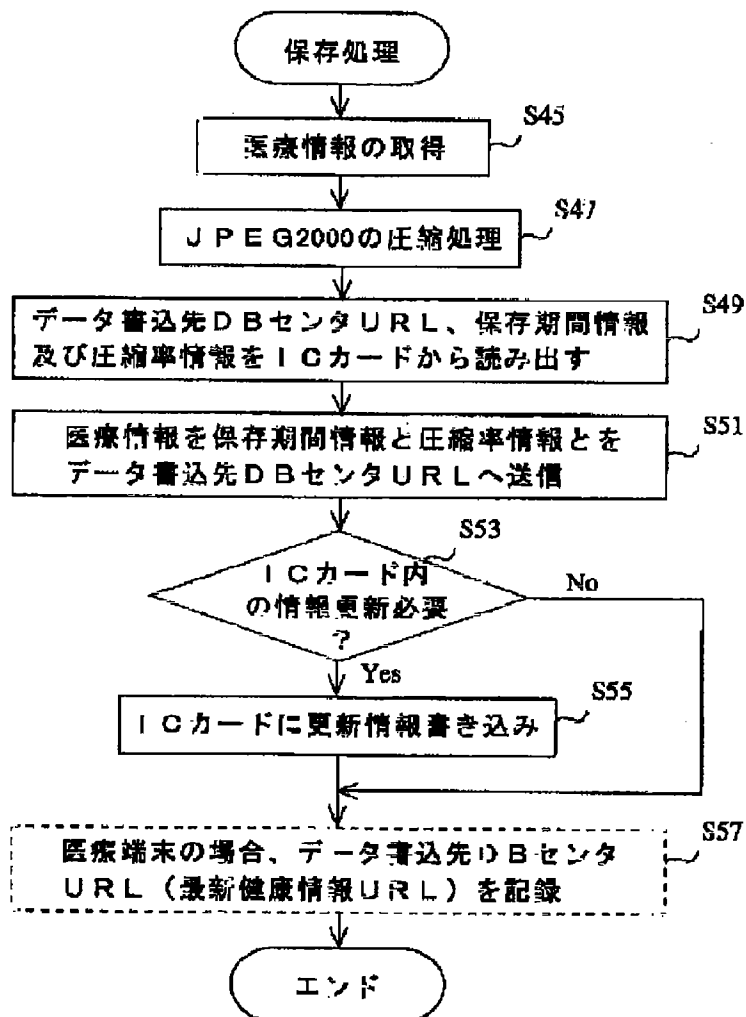 保存処理
S45
医療情報の取得
S47
JPEG2000の圧縮処理
S49
データ書込先DBセンタURL、保存期間情報
及び圧縮率情報をICカードから読み出す
S51
医療情報を保存期間情報と圧縮率情報とを
データ書込先DBセンタURLへ送信
S53
ICカード内
の情報更新必要
?
No
Yes
S55
ICカードに更新情報書き込み
S57
医療端末の場合、データ書込先DBセンタ
URL(最新健康情報URL)を記録
エンド